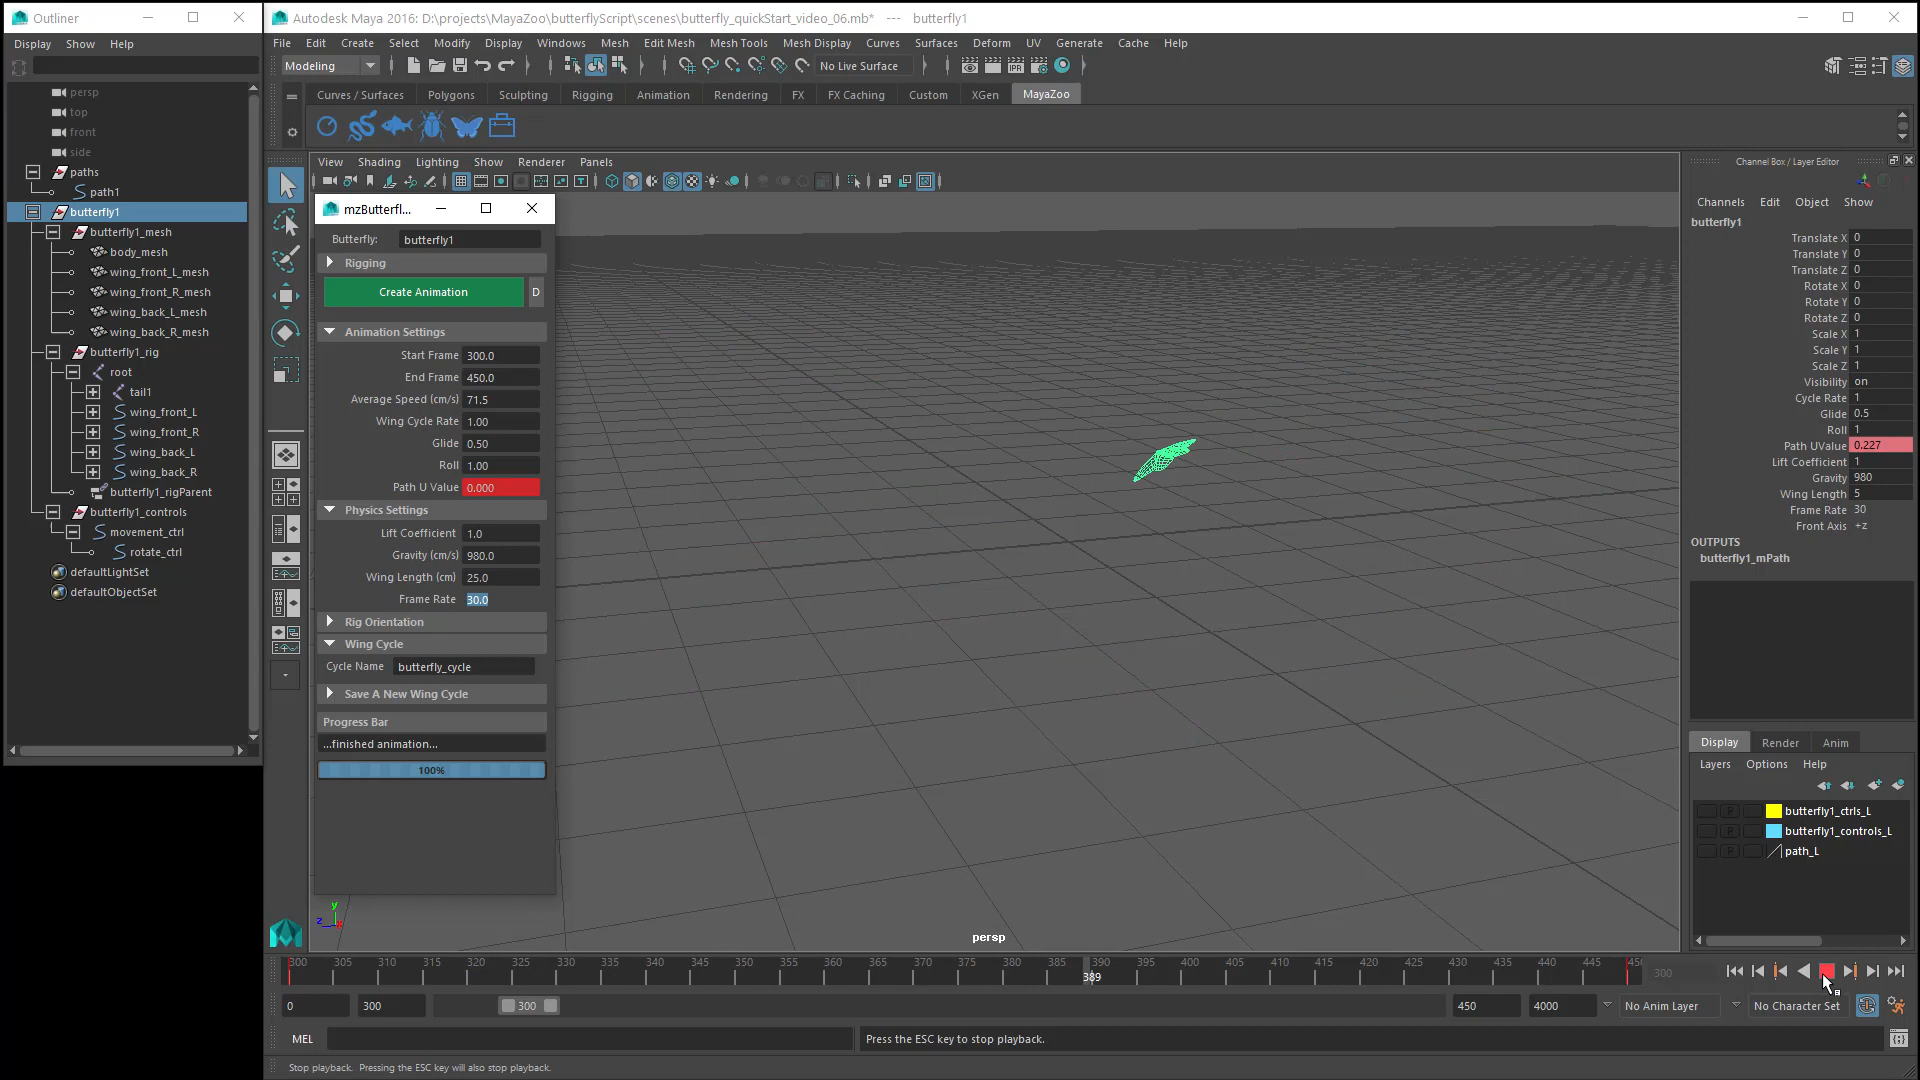 Outliner
Display Show Help
persp
top
front
side
paths
path1
butterfly1
butterfly1_mesh
body_mesh
wing_front_L_mesh
wing_front_R_mesh
wing_back_L_mesh
wing_back_R_mesh
butterfly1_rig
root
tail1
wing_front_L
wing_front_R
wing_back_L
wing_back_R
butterfly1_rigParent
butterfly1_controls
movement_ctrl
rotate_ctrl
defaultLightSet
defaultObjectSet
Autodesk Maya 2016: D:\projects\MayaZoo\butterflyScript\scenes\butterfly_quickStart_video_06.mb* --- butterfly1
File Edit Create Select Modify Display Windows Mesh Edit Mesh Mesh Tools Mesh Display Curves Surfaces Deform UV Generate Cache Help
Modeling No Live Surface
Curves / Surfaces Polygons Sculpting Rigging Animation Rendering FX FX Caching Custom XGen MayaZoo
View Shading Lighting Show Renderer Panels
mzButterfl...
Butterfly: butterfly1
Rigging
Create Animation D
Animation Settings
Start Frame 300.0
End Frame 450.0
Average Speed (cm/s) 71.5
Wing Cycle Rate 1.00
Glide 0.50
Roll 1.00
Path U Value 0.000
Physics Settings
Lift Coefficient 1.0
Gravity (cm/s) 980.0
Wing Length (cm) 25.0
Frame Rate 30.0
Rig Orientation
Wing Cycle
Cycle Name butterfly_cycle
Save A New Wing Cycle
Progress Bar
...finished animation...
100%
y
z x
persp
Channel Box / Layer Editor
Channels Edit Object Show
butterfly1
Translate X 0
Translate Y 0
Translate Z 0
Rotate X 0
Rotate Y 0
Rotate Z 0
Scale X 1
Scale Y 1
Scale Z 1
Visibility on
Cycle Rate 1
Glide 0.5
Roll 1
Path UValue 0.227
Lift Coefficient 1
Gravity 980
Wing Length 5
Frame Rate 30
Front Axis +z
OUTPUTS
butterfly1_mPath
Display Render Anim
Layers Options Help
P butterfly1_ctrls_L
P butterfly1_controls_L
P path_L
300 305 310 315 320 325 330 335 340 345 350 355 360 365 370 375 380 385 390 395 400 405 410 415 420 425 430 435 440 445 450
389
300
0 300 300 450 4000 No Anim Layer No Character Set
MEL Press the ESC key to stop playback.
Stop playback. Pressing the ESC key will also stop playback.